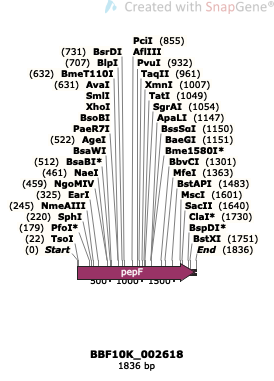 Created with SnapGene®
PciI (855)
(731) BsrDI AflIII
(707) BlpI PvuI (932)
(632) BmeT110I TaqII (961)
(631) AvaI XmnI (1007)
SmlI TatI (1049)
XhoI SgrAI (1054)
BsoBI ApaLI (1147)
PaeR7I BssSαI (1150)
(522) AgeI BaeGI (1151)
BsaWI Bme1580I*
(512) BsaBI* BbvCI (1301)
(461) NaeI MfeI (1363)
(459) NgoMIV BstAPI (1483)
(325) EarI MscI (1601)
(245) NmeAIII SacII (1640)
(220) SphI ClaI* (1730)
(179) PfoI* BspDI*
(22) TsoI BstXI (1751)
(0) Start End (1836)
pepF
500 1000 1500
BBF10K_002618
1836 bp